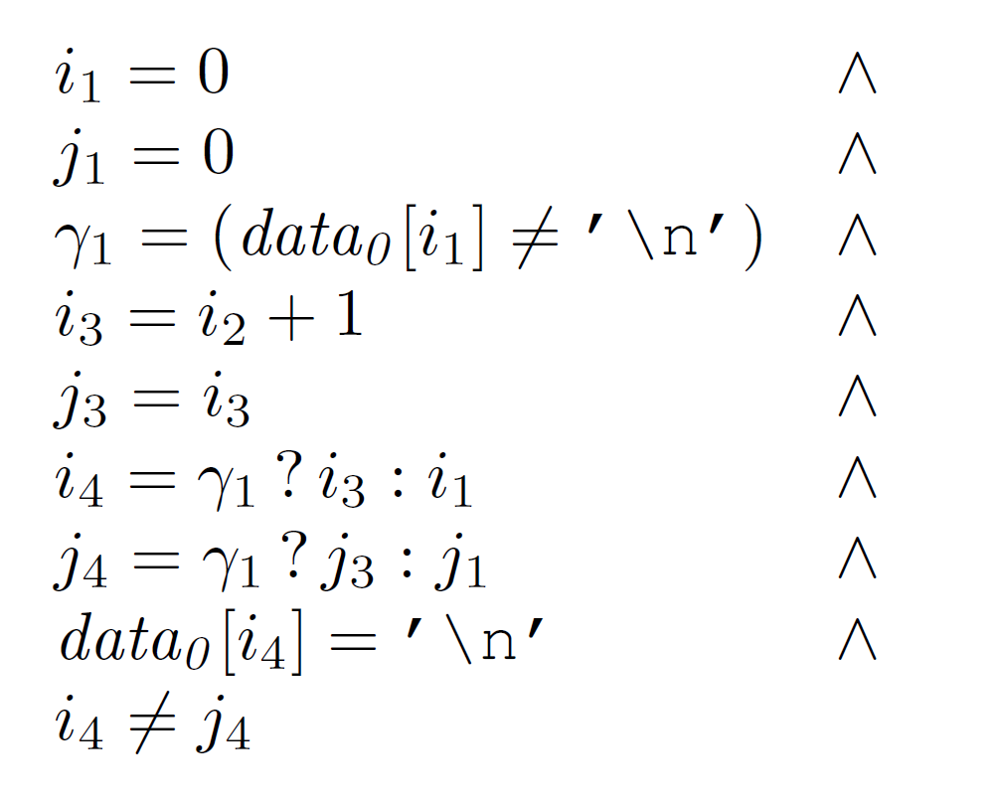 i₁ = 0 ∧
j₁ = 0 ∧
γ₁ = (data₀[i₁] ≠ '\n') ∧
i₃ = i₂ + 1 ∧
j₃ = i₃ ∧
i₄ = γ₁ ? i₃ : i₁ ∧
j₄ = γ₁ ? j₃ : j₁ ∧
data₀[i₄] = '\n' ∧
i₄ ≠ j₄